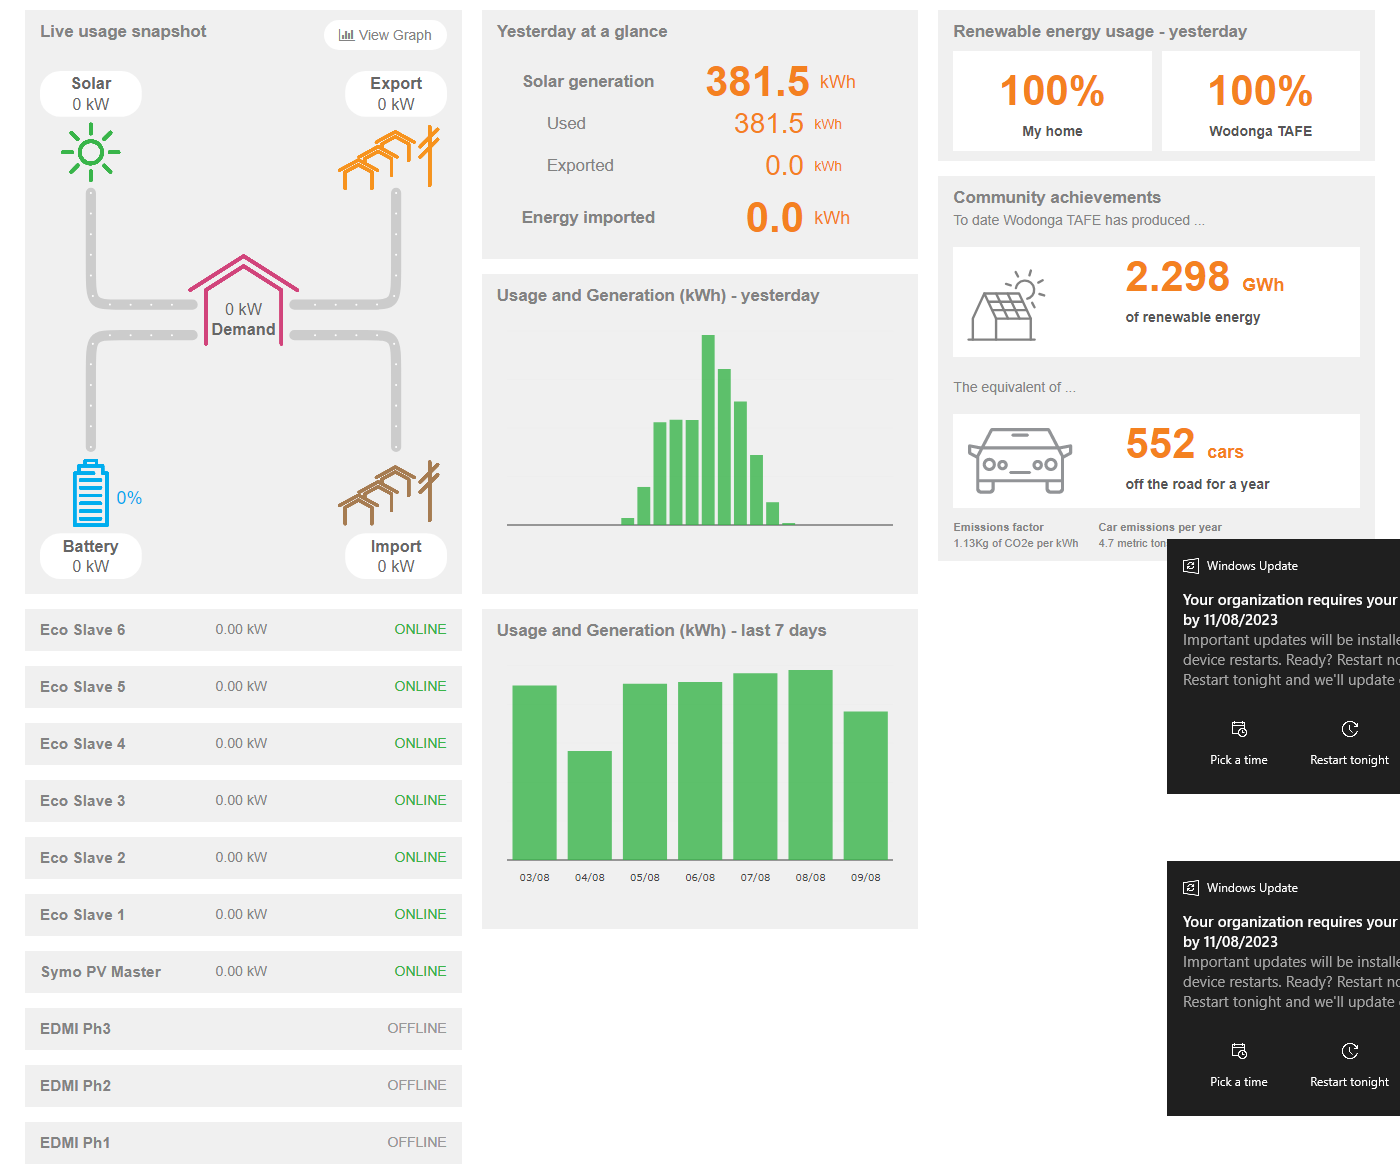 Live usage snapshot
View Graph
Solar
0 kW
Export
0 kW
0 kW
Demand
0%
Battery
0 kW
Import
0 kW
Eco Slave 6 0.00 kW ONLINE
Eco Slave 5 0.00 kW ONLINE
Eco Slave 4 0.00 kW ONLINE
Eco Slave 3 0.00 kW ONLINE
Eco Slave 2 0.00 kW ONLINE
Eco Slave 1 0.00 kW ONLINE
Symo PV Master 0.00 kW ONLINE
EDMI Ph3 OFFLINE
EDMI Ph2 OFFLINE
EDMI Ph1 OFFLINE
Yesterday at a glance
Solar generation 381.5 kWh
Used 381.5 kWh
Exported 0.0 kWh
Energy imported 0.0 kWh
Usage and Generation (kWh) - yesterday
Usage and Generation (kWh) - last 7 days
03/08 04/08 05/08 06/08 07/08 08/08 09/08
Renewable energy usage - yesterday
100%
My home
100%
Wodonga TAFE
Community achievements
To date Wodonga TAFE has produced ...
2.298 GWh
of renewable energy
The equivalent of ...
552 cars
off the road for a year
Emissions factor
1.13Kg of CO2e per kWh
Car emissions per year
4.7 metric ton
Windows Update
Your organization requires your
by 11/08/2023
Important updates will be installe
device restarts. Ready? Restart no
Restart tonight and we'll update
Pick a time Restart tonight
Windows Update
Your organization requires your
by 11/08/2023
Important updates will be installe
device restarts. Ready? Restart no
Restart tonight and we'll update
Pick a time Restart tonight